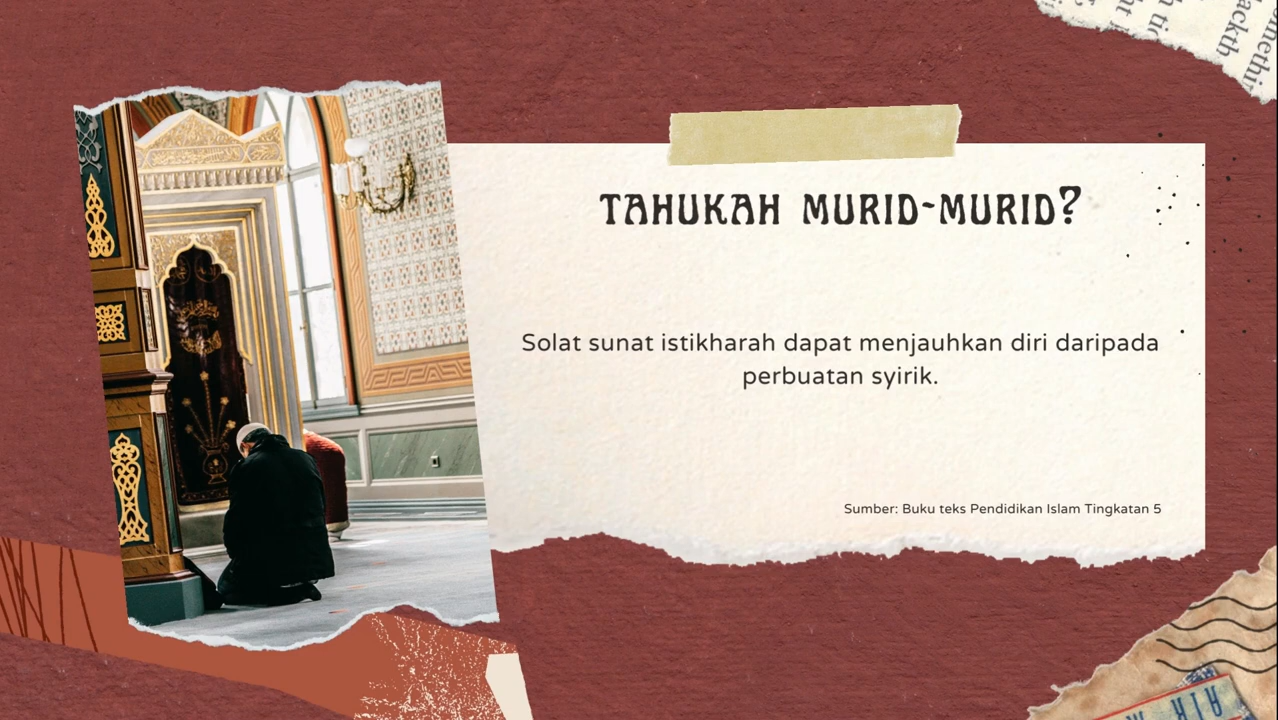 TAHUKAH MURID-MURID?
Solat sunat istikharah dapat menjauhkan diri daripada
perbuatan syirik.
Sumber: Buku teks Pendidikan Islam Tingkatan 5